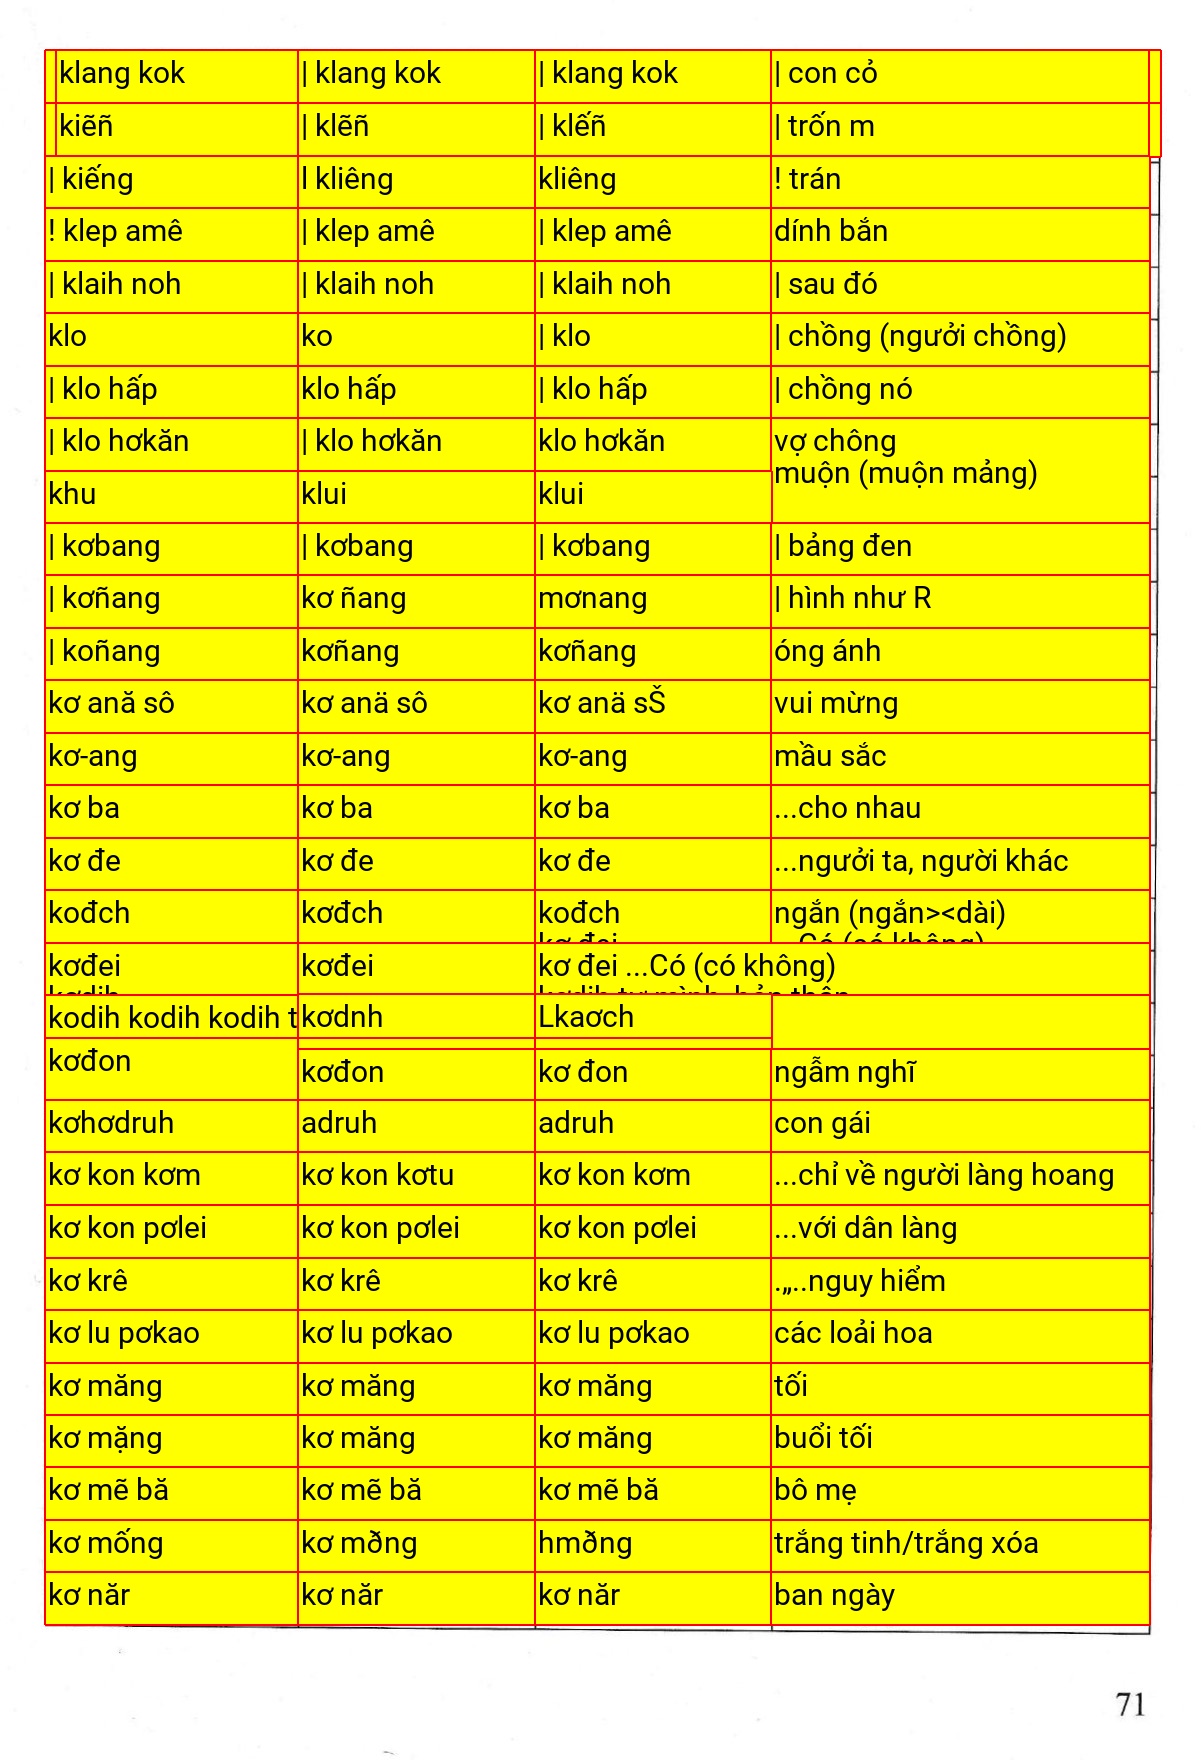 klang kok | klang kok | klang kok | con cỏ
kiẽñ | klẽñ | klễñ | trốn m
| kiếng l kliêng kliêng ! trán
! klep amê | klep amê | klep amê dính bắn
| klaih noh | klaih noh | klaih noh | sau đó
klo ko | klo | chồng (ngưởi chồng)
| klo hấp klo hấp | klo hấp | chồng nó
| klo hơkăn | klo hơkăn klo hơkăn vợ chông
muộn (muộn mảng)
khu klui klui
| kơbang | kơbang | kơbang | bảng đen
| kơñang kơ ñang mơnang | hình như R
| koñang kơñang kơñang óng ánh
kơ ană sô kơ anä sô kơ anä sŠ vui mừng
kơ-ang kơ-ang kơ-ang mầu sắc
kơ ba kơ ba kơ ba ...cho nhau
kơ đe kơ đe kơ đe ...ngưởi ta, người khác
kođch kơđch kođch ngắn (ngắn><dài)
kơđei kơđei kơ đei ...Có (có không)
kodih kodih kodih t kơdnh Lkaơch
kơđon kơđon kơ đon ngẫm nghĩ
kơhơdruh adruh adruh con gái
kơ kon kơm kơ kon kơtu kơ kon kơm ...chỉ về người làng hoang
kơ kon pơlei kơ kon pơlei kơ kon pơlei ...với dân làng
kơ krê kơ krê kơ krê .„..nguy hiểm
kơ lu pơkao kơ lu pơkao kơ lu pơkao các loải hoa
kơ măng kơ măng kơ măng tối
kơ mặng kơ măng kơ măng buổi tối
kơ mẽ bă kơ mẽ bă kơ mẽ bă bô mẹ
kơ mống kơ mðng hmðng trắng tinh/trắng xóa
kơ năr kơ năr kơ năr ban ngày
71